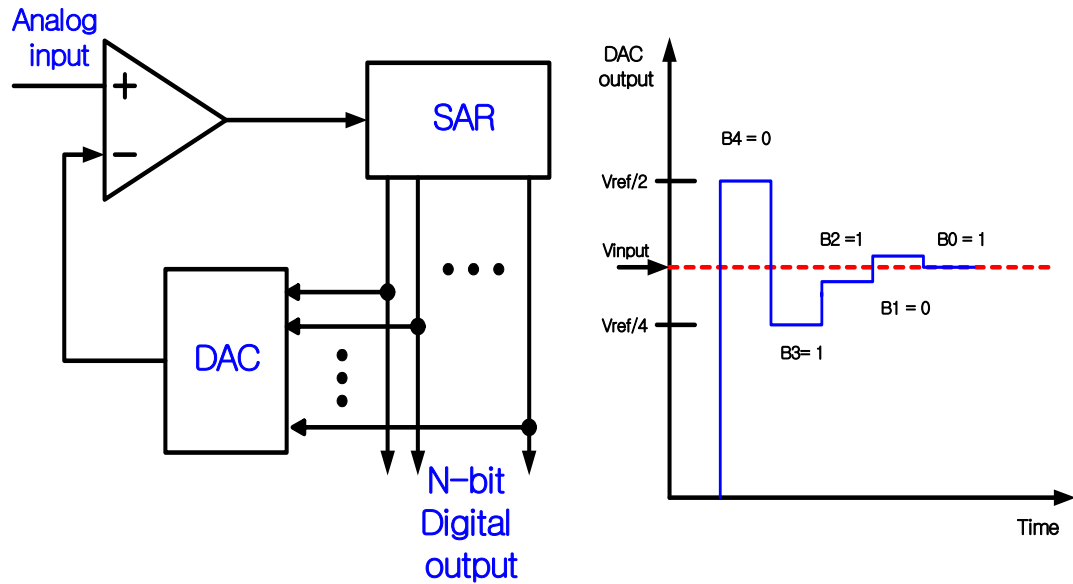 Analog
input
+
−
SAR
DAC
N-bit
Digital
output
DAC
output
B4 = 0
Vref/2
B2 =1
B0 = 1
Vinput
B1 = 0
Vref/4
B3= 1
Time